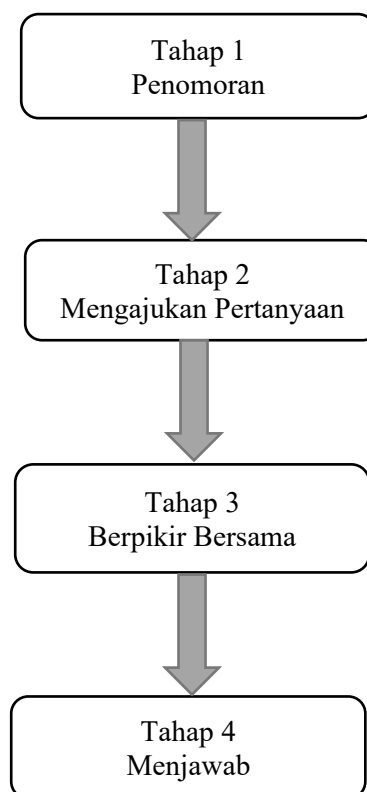 Tahap 1
Penomoran
Tahap 2
Mengajukan Pertanyaan
Tahap 3
Berpikir Bersama
Tahap 4
Menjawab